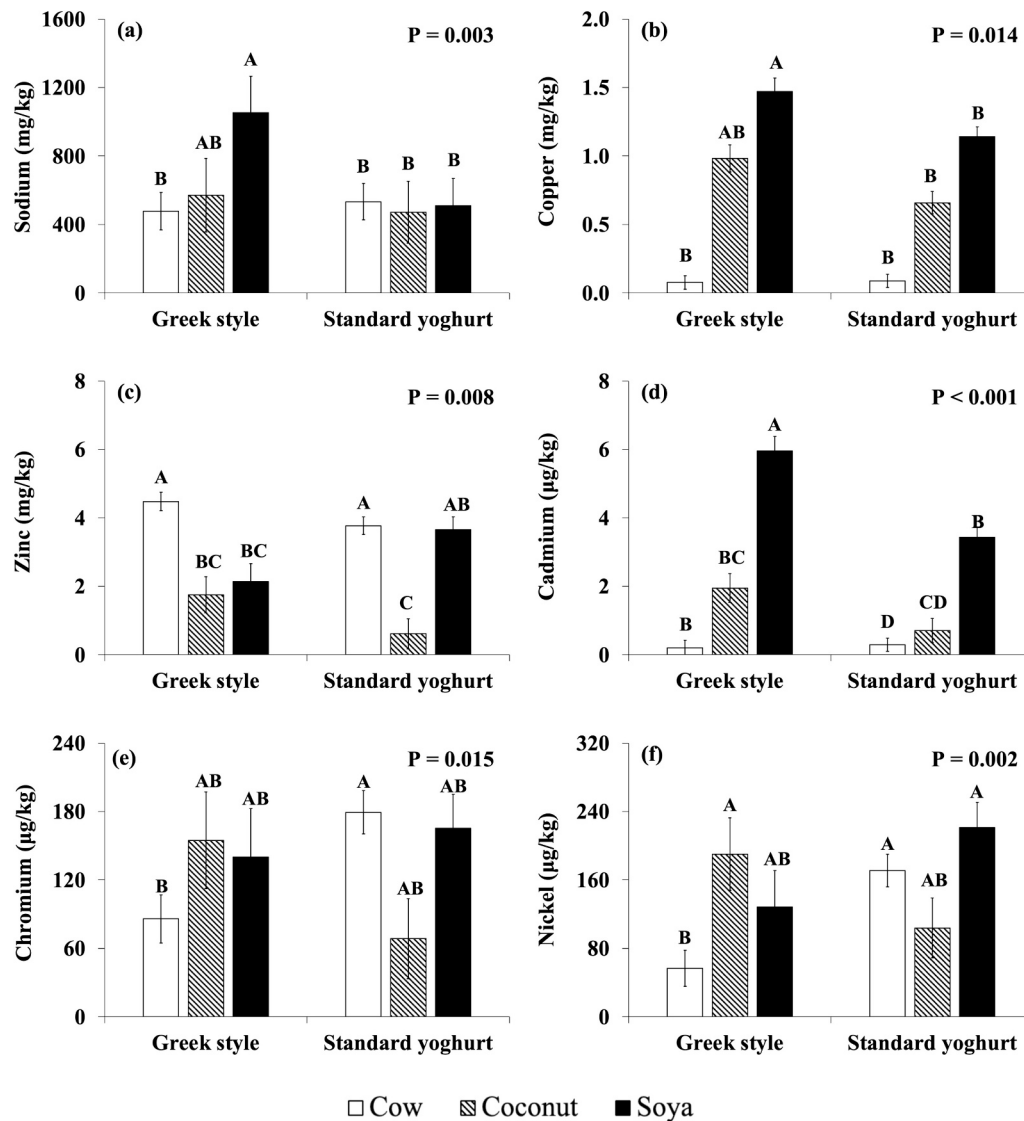 (a)
P = 0.003
Sodium (mg/kg)
1600
1200
800
400
0
B
AB
A
B
B
B
Greek style
Standard yoghurt
(b)
P = 0.014
Copper (mg/kg)
2.0
1.5
1.0
0.5
0.0
B
AB
A
B
B
B
Greek style
Standard yoghurt
(c)
P = 0.008
Zinc (mg/kg)
8
6
4
2
0
A
BC
BC
A
C
AB
Greek style
Standard yoghurt
(d)
P < 0.001
Cadmium (µg/kg)
8
6
4
2
0
B
BC
A
D
CD
B
Greek style
Standard yoghurt
(e)
P = 0.015
Chromium (µg/kg)
240
180
120
60
0
B
AB
AB
A
AB
AB
Greek style
Standard yoghurt
(f)
P = 0.002
Nickel (µg/kg)
320
240
160
80
0
B
A
AB
A
AB
A
Greek style
Standard yoghurt
Cow Coconut Soya